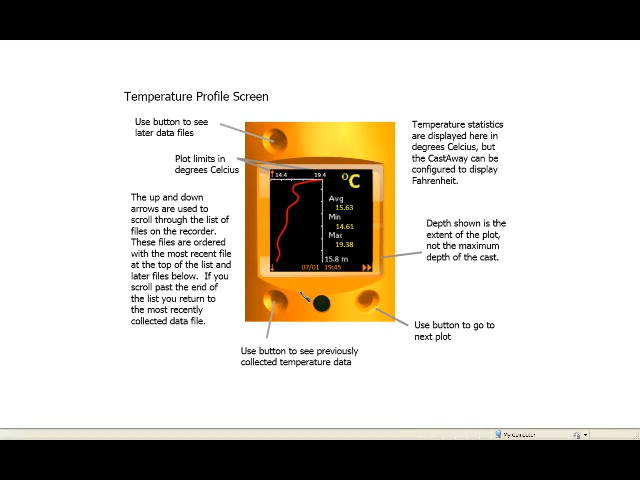 Temperature Profile Screen
Use button to see
later data files
Plot limits in
degrees Celcius
The up and down
arrows are used to
scroll through the list of
files on the recorder.
These files are ordered
with the most recent file
at the top of the list and
later files below.  If you
scroll past the end of
the list you return to
the most recently
collected data file.
14.4
19.4
°C
Avg
15.63
Min
14.61
Max
19.38
15.8 m
07/01 19:45
Temperature statistics
are displayed here in
degrees Celcius, but
the CastAway can be
configured to display
Fahrenheit.
Depth shown is the
extent of the plot,
not the maximum
depth of the cast.
Use button to go to
next plot
Use button to see previously
collected temperature data
My Computer